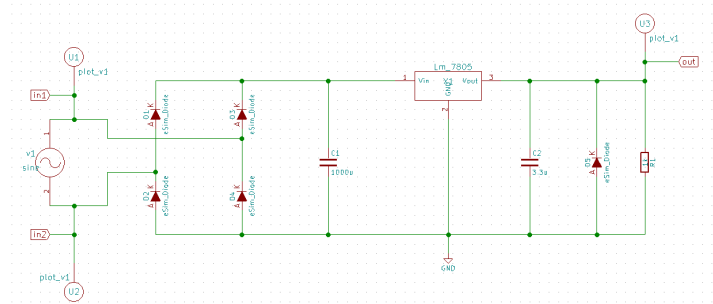 U3
plot_v1
U1
plot_v1
out
Lm_7805
in1
1
Vin
X1
Vout
3
GND
2
D1
K
A
eSim_Diode
D3
K
A
eSim_Diode
1
v1
sine
2
C1
1000u
C2
3.3u
D5
K
A
eSim_Diode
R1
1k
D2
K
A
eSim_Diode
D4
K
A
eSim_Diode
in2
GND
plot_v1
U2